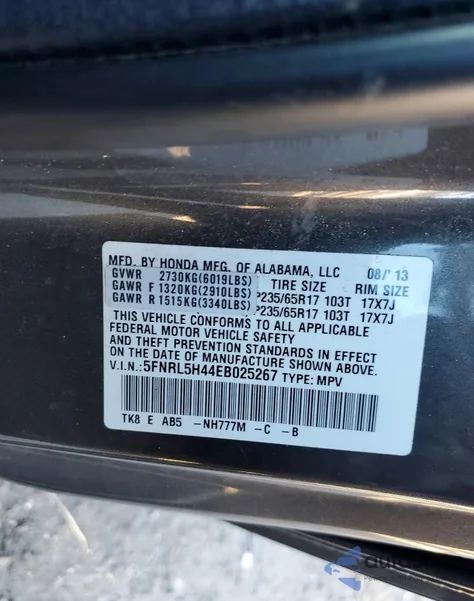 MFD. BY HONDA MFG. OF ALABAMA, LLC 08/'13
GVWR 2730KG(6019LBS) TIRE SIZE RIM SIZE
GAWR F 1320KG(2910LBS) P235/65R17 103T 17X7J
GAWR R 1515KG(3340LBS) P235/65R17 103T 17X7J
THIS VEHICLE CONFORMS TO ALL APPLICABLE
FEDERAL MOTOR VEHICLE SAFETY
AND THEFT PREVENTION STANDARDS IN EFFECT
ON THE DATE OF MANUFACTURE SHOWN ABOVE.
V.I.N.: 5FNRL5H44EB025267 TYPE: MPV
TK8 E AB5 -NH777M -C -B